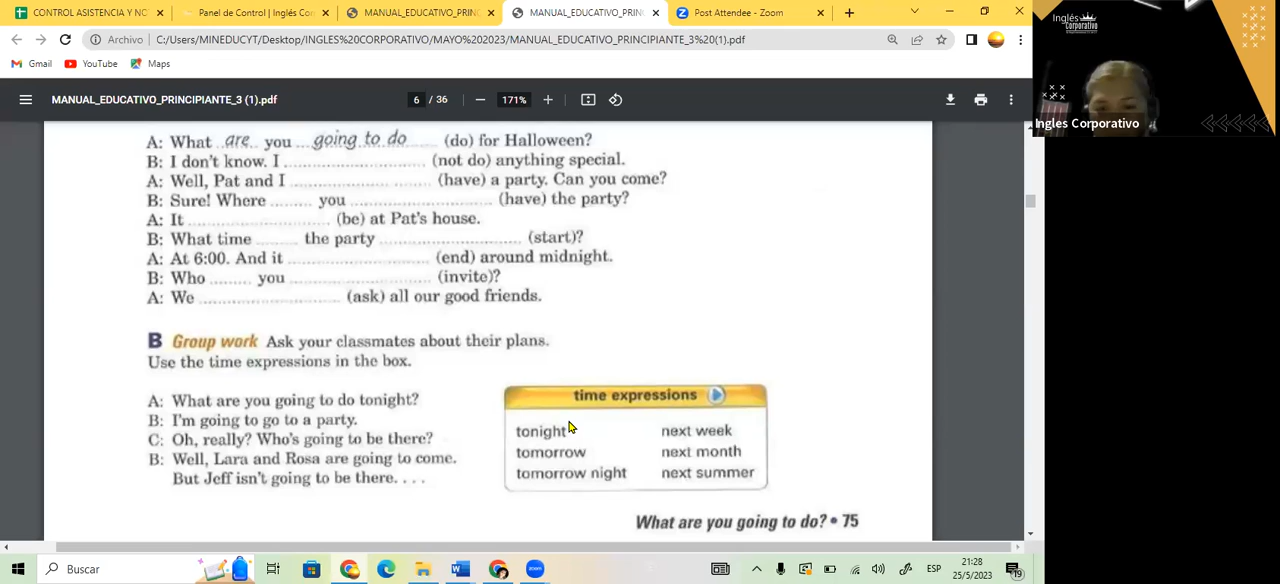 CONTROL ASISTENCIA Y NO
Panel de Control | Inglés Co
MANUAL_EDUCATIVO_PRIN
MANUAL_EDUCATIVO_PRIN
Post Attendee - Zoom
Archivo | C:/Users/MINEDUCYT/Desktop/INGLES%20CORPORATIVO/MAYO%202023/MANUAL_EDUCATIVO_PRINCIPIANTE_3%20(1).pdf
Gmail YouTube Maps
MANUAL_EDUCATIVO_PRINCIPIANTE_3 (1).pdf
6 / 36 171%
A: What are you going to do (do) for Halloween?
B: I don't know. I .............................. (not do) anything special.
A: Well, Pat and I .............................. (have) a party. Can you come?
B: Sure! Where ......... you .............................. (have) the party?
A: It .............................. (be) at Pat's house.
B: What time ......... the party .............................. (start)?
A: At 6:00. And it .............................. (end) around midnight.
B: Who ......... you .............................. (invite)?
A: We .............................. (ask) all our good friends.
B Group work Ask your classmates about their plans.
Use the time expressions in the box.
A: What are you going to do tonight?
B: I'm going to go to a party.
C: Oh, really? Who's going to be there?
B: Well, Lara and Rosa are going to come.
But Jeff isn't going to be there. . . .
time expressions
tonight next week
tomorrow next month
tomorrow night next summer
What are you going to do? • 75
Inglés
Corporativo
Ingles Corporativo
Buscar
ESP
21:28
25/5/2023
19